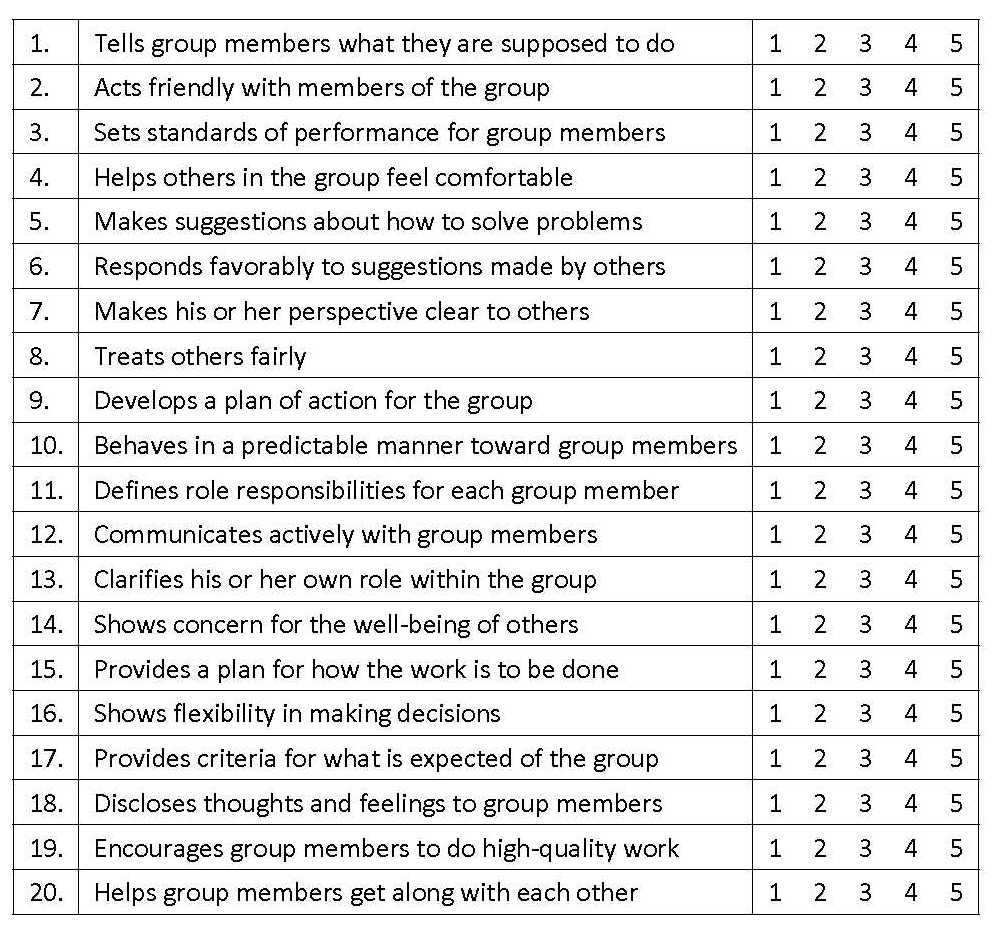 1. Tells group members what they are supposed to do 1 2 3 4 5
2. Acts friendly with members of the group 1 2 3 4 5
3. Sets standards of performance for group members 1 2 3 4 5
4. Helps others in the group feel comfortable 1 2 3 4 5
5. Makes suggestions about how to solve problems 1 2 3 4 5
6. Responds favorably to suggestions made by others 1 2 3 4 5
7. Makes his or her perspective clear to others 1 2 3 4 5
8. Treats others fairly 1 2 3 4 5
9. Develops a plan of action for the group 1 2 3 4 5
10. Behaves in a predictable manner toward group members 1 2 3 4 5
11. Defines role responsibilities for each group member 1 2 3 4 5
12. Communicates actively with group members 1 2 3 4 5
13. Clarifies his or her own role within the group 1 2 3 4 5
14. Shows concern for the well-being of others 1 2 3 4 5
15. Provides a plan for how the work is to be done 1 2 3 4 5
16. Shows flexibility in making decisions 1 2 3 4 5
17. Provides criteria for what is expected of the group 1 2 3 4 5
18. Discloses thoughts and feelings to group members 1 2 3 4 5
19. Encourages group members to do high-quality work 1 2 3 4 5
20. Helps group members get along with each other 1 2 3 4 5